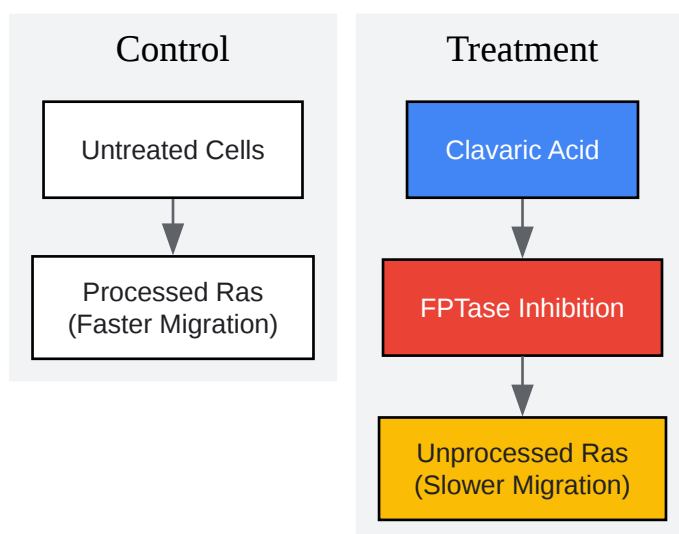 Control
Untreated Cells
Processed Ras
(Faster Migration)
Treatment
Clavaric Acid
FPTase Inhibition
Unprocessed Ras
(Slower Migration)